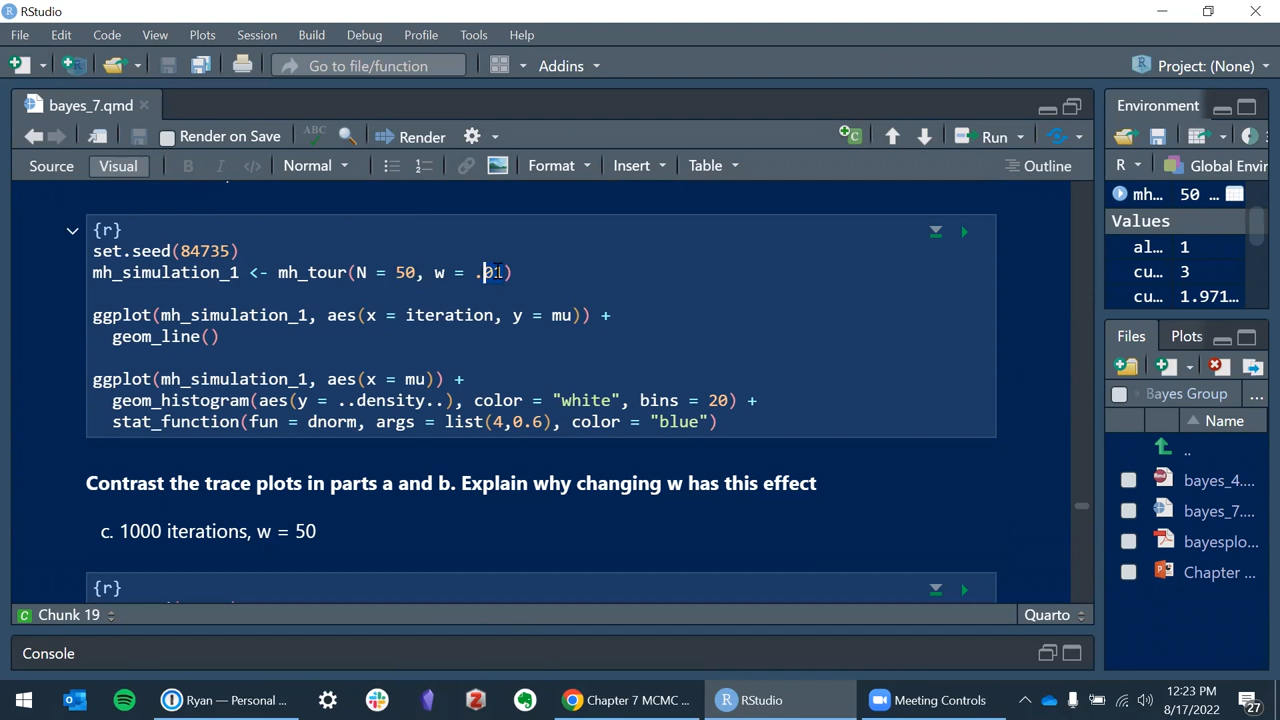 RStudio
File Edit Code View Plots Session Build Debug Profile Tools Help
Go to file/function Addins Project: (None)
bayes_7.qmd
Render on Save ABC Render Run
Source Visual B I </> Normal Format Insert Table Outline
{r}
set.seed(84735)
mh_simulation_1 <- mh_tour(N = 50, w = .01)
ggplot(mh_simulation_1, aes(x = iteration, y = mu)) +
geom_line()
ggplot(mh_simulation_1, aes(x = mu)) +
geom_histogram(aes(y = ..density..), color = "white", bins = 20) +
stat_function(fun = dnorm, args = list(4,0.6), color = "blue")
Contrast the trace plots in parts a and b. Explain why changing w has this effect
c. 1000 iterations, w = 50
{r}
Chunk 19 Quarto
Console
Environment
R Global Envir
mh... 50 ...
Values
al... 1
cu... 3
cu... 1.971...
Files Plots
Bayes Group ...
Name
..
bayes_4....
bayes_7....
bayesplo...
Chapter ...
Ryan — Personal ... Chapter 7 MCMC ... RStudio Meeting Controls 12:23 PM
8/17/2022 27